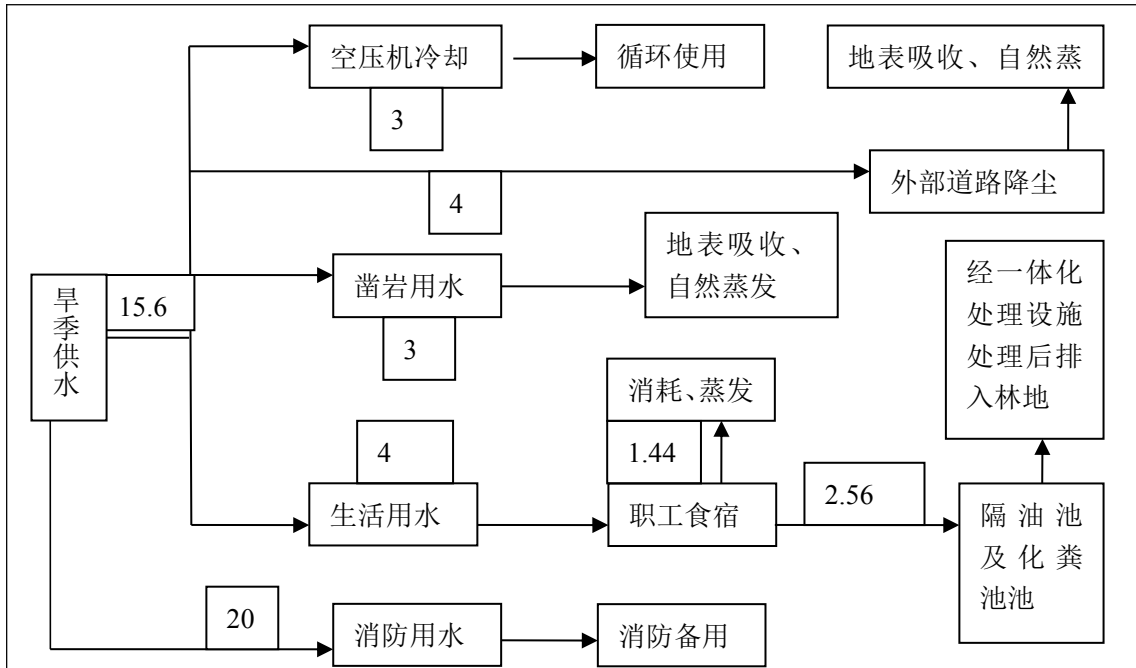 空压机冷却
循环使用
地表吸收、自然蒸
3
外部道路降尘
4
地表吸收、
自然蒸发
凿岩用水
3
经一体化
处理设施
处理后排
入林地
旱季供水
15.6
消耗、蒸发
4
1.44
2.56
生活用水
职工食宿
隔油池
及化粪
池池
20
消防用水
消防备用